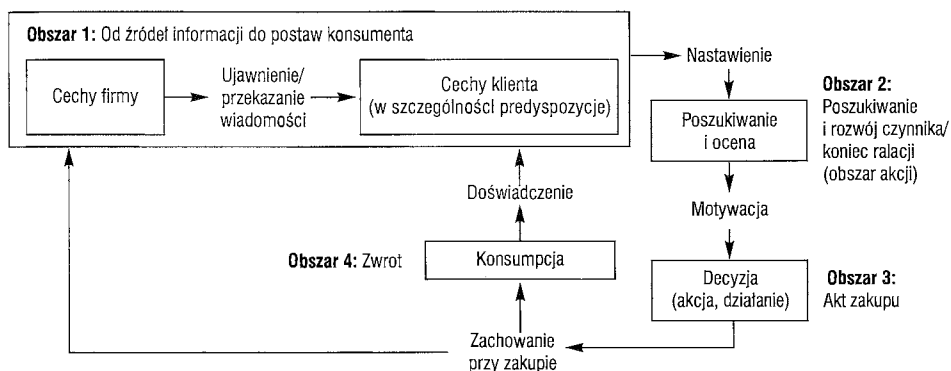 Obszar 1: Od źródeł informacji do postaw konsumenta
Cechy firmy
Ujawnienie/
przekazanie
wiadomości
Cechy klienta
(w szczególności predyspozycje)
Nastawienie
Poszukiwanie
i ocena
Obszar 2:
Poszukiwanie
i rozwój czynnika/
koniec ralacji
(obszar akcji)
Motywacja
Decyzja
(akcja, działanie)
Obszar 3:
Akt zakupu
Doświadczenie
Obszar 4: Zwrot
Konsumpcja
Zachowanie
przy zakupie